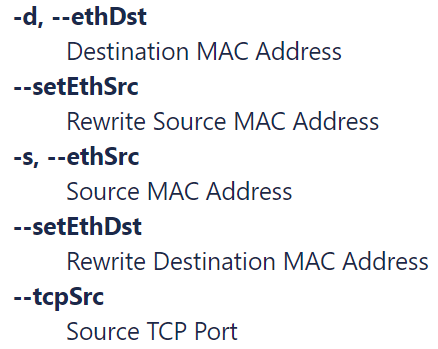 -d, --ethDst
Destination MAC Address
--setEthSrc
Rewrite Source MAC Address
-s, --ethSrc
Source MAC Address
--setEthDst
Rewrite Destination MAC Address
--tcpSrc
Source TCP Port